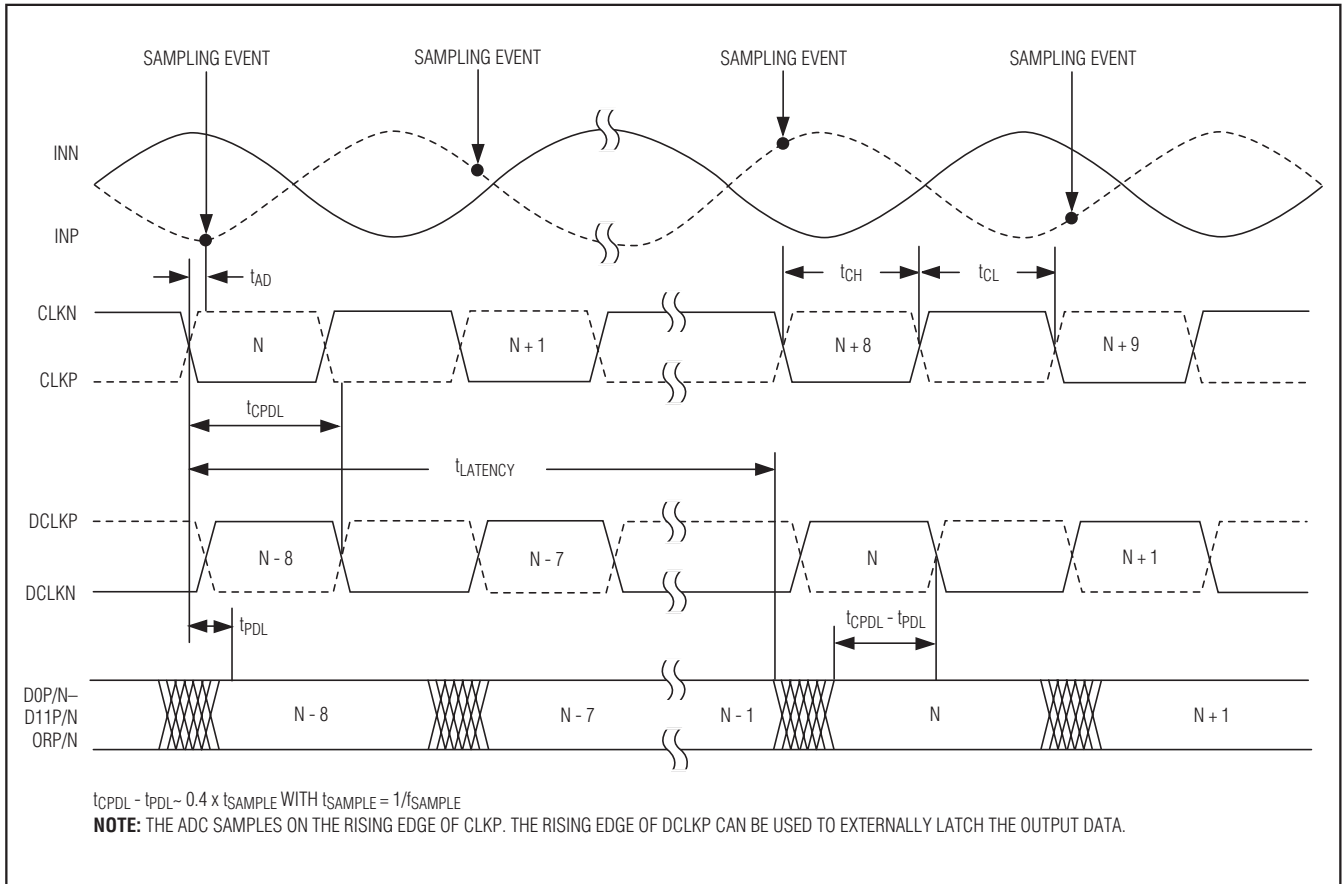 SAMPLING EVENT SAMPLING EVENT SAMPLING EVENT SAMPLING EVENT
INN
INP
tAD
tCH tCL
CLKN
N N + 1 N + 8 N + 9
CLKP
tCPDL
tLATENCY
DCLKP
N - 8 N - 7 N N + 1
DCLKN
tPDL
tCPDL - tPDL
D0P/N–
D11P/N
ORP/N
N - 8 N - 7 N - 1 N N + 1
tCPDL - tPDL ~ 0.4 x tSAMPLE WITH tSAMPLE = 1/fSAMPLE
NOTE: THE ADC SAMPLES ON THE RISING EDGE OF CLKP. THE RISING EDGE OF DCLKP CAN BE USED TO EXTERNALLY LATCH THE OUTPUT DATA.